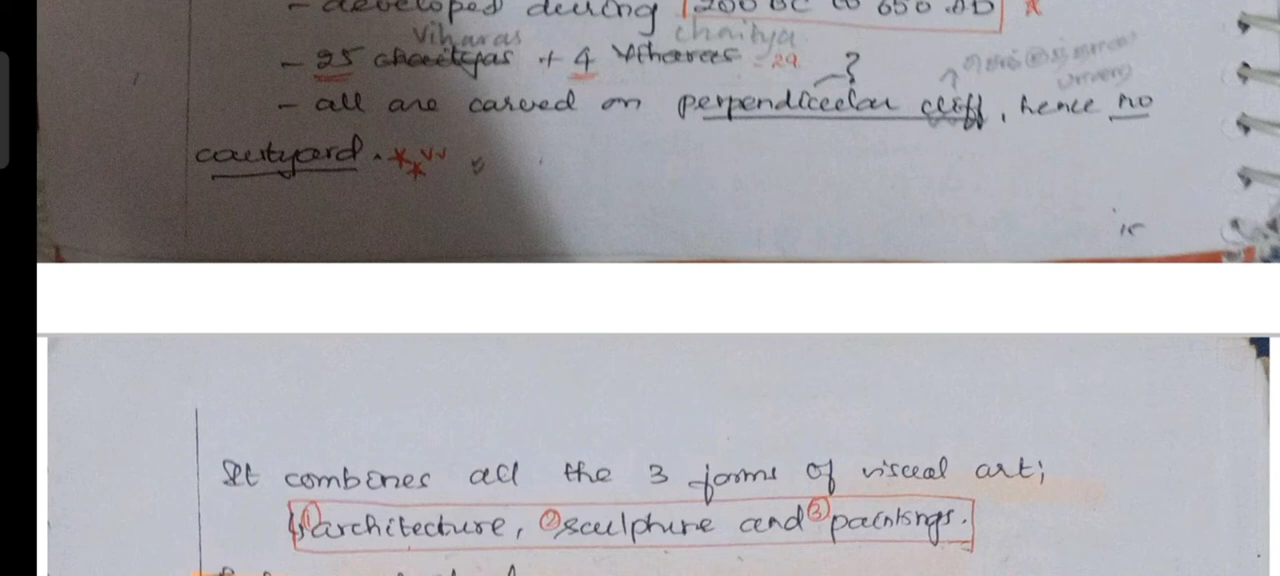 - developed during 200 BC to 650 AD
Viharas chaitya
- 25 chaityas + 4 Viharas = 29
?
- all are carved on perpendicular cliff, hence no
courtyard.
15
It combines all the 3 forms of visual art;
① architecture, ② sculpture and ③ paintings.